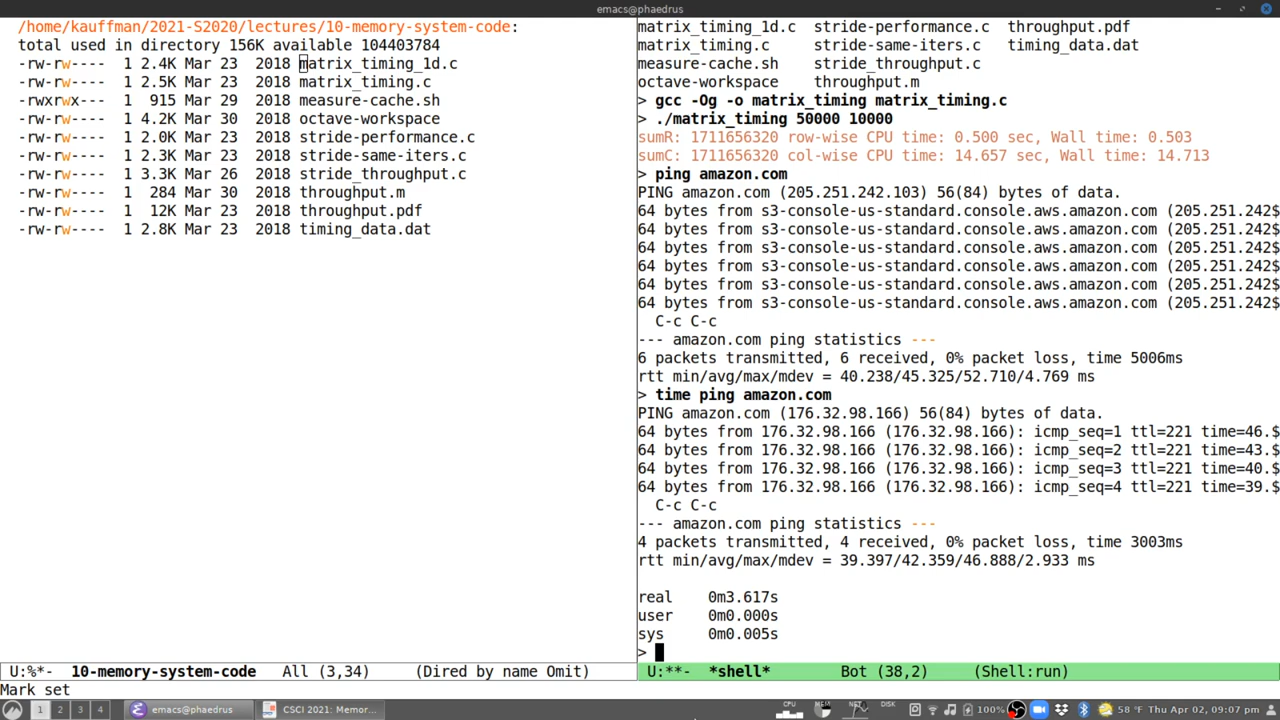 emacs@phaedrus
/home/kauffman/2021-S2020/lectures/10-memory-system-code:
total used in directory 156K available 104403784
-rw-rw---- 1 2.4K Mar 23 2018 matrix_timing_1d.c
-rw-rw---- 1 2.5K Mar 23 2018 matrix_timing.c
-rwxrwx--- 1 915 Mar 29 2018 measure-cache.sh
-rw-rw---- 1 4.2K Mar 30 2018 octave-workspace
-rw-rw---- 1 2.0K Mar 23 2018 stride-performance.c
-rw-rw---- 1 2.3K Mar 23 2018 stride-same-iters.c
-rw-rw---- 1 3.3K Mar 26 2018 stride_throughput.c
-rw-rw---- 1 284 Mar 30 2018 throughput.m
-rw-rw---- 1 12K Mar 23 2018 throughput.pdf
-rw-rw---- 1 2.8K Mar 23 2018 timing_data.dat
U:%*- 10-memory-system-code All (3,34) (Dired by name Omit)
matrix_timing_1d.c stride-performance.c throughput.pdf
matrix_timing.c stride-same-iters.c timing_data.dat
measure-cache.sh stride_throughput.c
octave-workspace throughput.m
> gcc -Og -o matrix_timing matrix_timing.c
> ./matrix_timing 50000 10000
sumR: 1711656320 row-wise CPU time: 0.500 sec, Wall time: 0.503
sumC: 1711656320 col-wise CPU time: 14.657 sec, Wall time: 14.713
> ping amazon.com
PING amazon.com (205.251.242.103) 56(84) bytes of data.
64 bytes from s3-console-us-standard.console.aws.amazon.com (205.251.242$
64 bytes from s3-console-us-standard.console.aws.amazon.com (205.251.242$
64 bytes from s3-console-us-standard.console.aws.amazon.com (205.251.242$
64 bytes from s3-console-us-standard.console.aws.amazon.com (205.251.242$
64 bytes from s3-console-us-standard.console.aws.amazon.com (205.251.242$
64 bytes from s3-console-us-standard.console.aws.amazon.com (205.251.242$
C-c C-c
--- amazon.com ping statistics ---
6 packets transmitted, 6 received, 0% packet loss, time 5006ms
rtt min/avg/max/mdev = 40.238/45.325/52.710/4.769 ms
> time ping amazon.com
PING amazon.com (176.32.98.166) 56(84) bytes of data.
64 bytes from 176.32.98.166 (176.32.98.166): icmp_seq=1 ttl=221 time=46.$
64 bytes from 176.32.98.166 (176.32.98.166): icmp_seq=2 ttl=221 time=43.$
64 bytes from 176.32.98.166 (176.32.98.166): icmp_seq=3 ttl=221 time=40.$
64 bytes from 176.32.98.166 (176.32.98.166): icmp_seq=4 ttl=221 time=39.$
C-c C-c
--- amazon.com ping statistics ---
4 packets transmitted, 4 received, 0% packet loss, time 3003ms
rtt min/avg/max/mdev = 39.397/42.359/46.888/2.933 ms
real 0m3.617s
user 0m0.000s
sys 0m0.005s
>
U:**- *shell* Bot (38,2) (Shell:run)
Mark set
1 2 3 4 emacs@phaedrus CSCI 2021: Memor... CPU MEM NET DISK 100% 58 °F Thu Apr 02, 09:07 pm